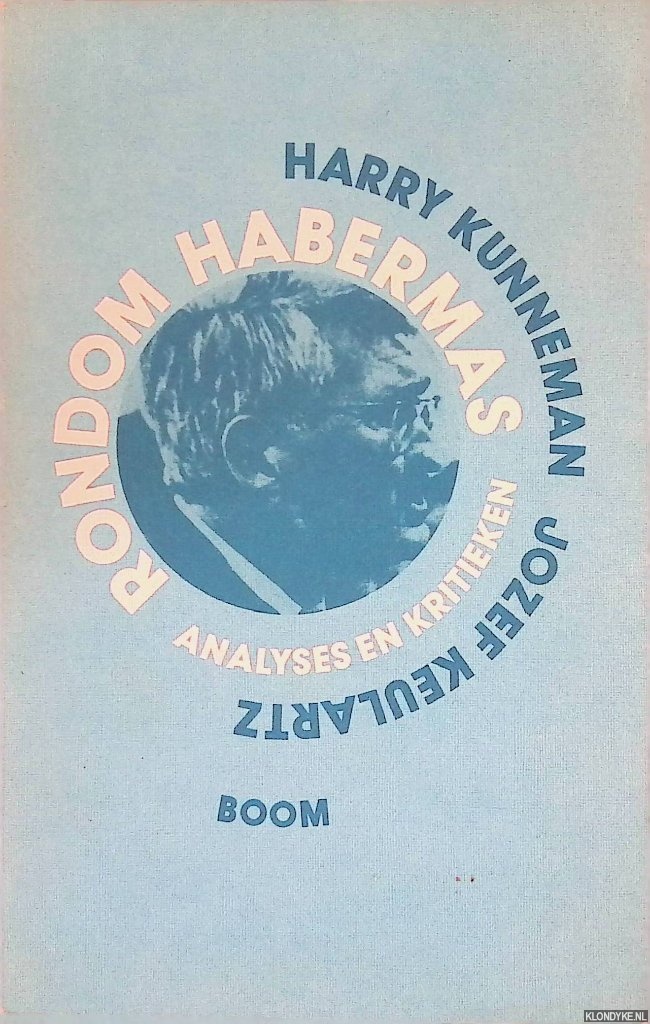 HARRY KUNNEMAN
JOZEF KEULARTZ
RONDOM HABERMAS
ANALYSES EN KRITIEKEN
BOOM
KLONDYKE.NL